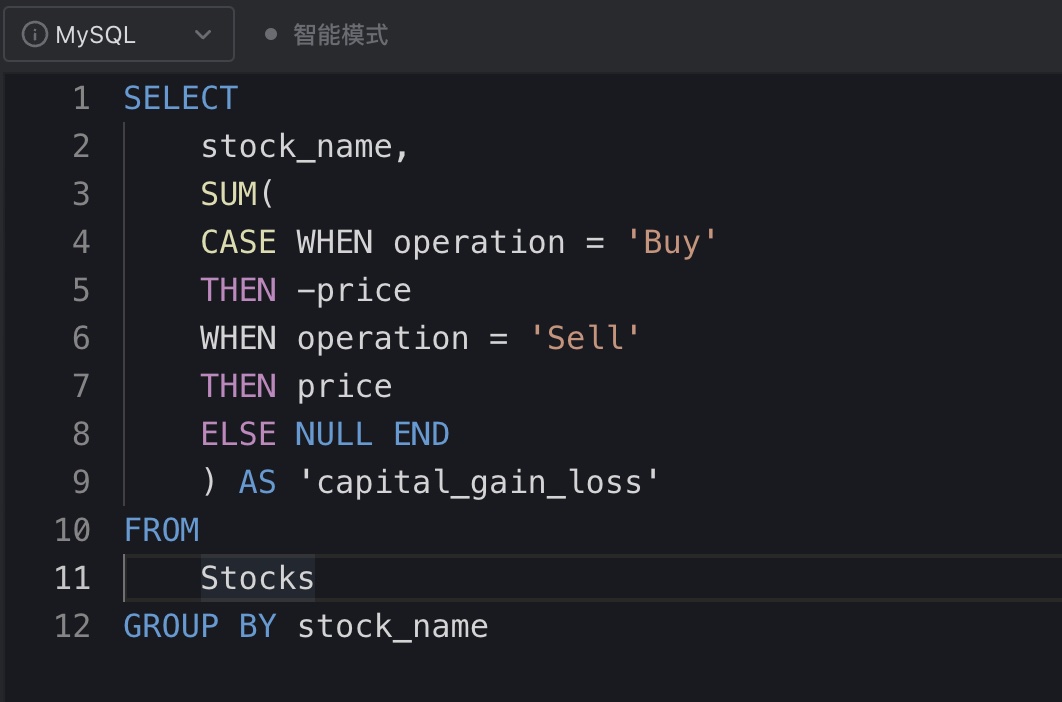 MySQL 智能模式
1 SELECT
2 stock_name,
3 SUM(
4 CASE WHEN operation = 'Buy'
5 THEN -price
6 WHEN operation = 'Sell'
7 THEN price
8 ELSE NULL END
9 ) AS 'capital_gain_loss'
10 FROM
11 Stocks
12 GROUP BY stock_name